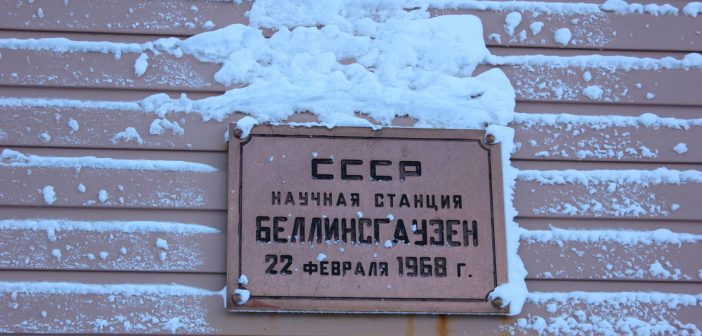 СССР
НАУЧНАЯ СТАНЦИЯ
БЕЛЛИНСГАУЗЕН
22 ФЕВРАЛЯ 1968 Г.